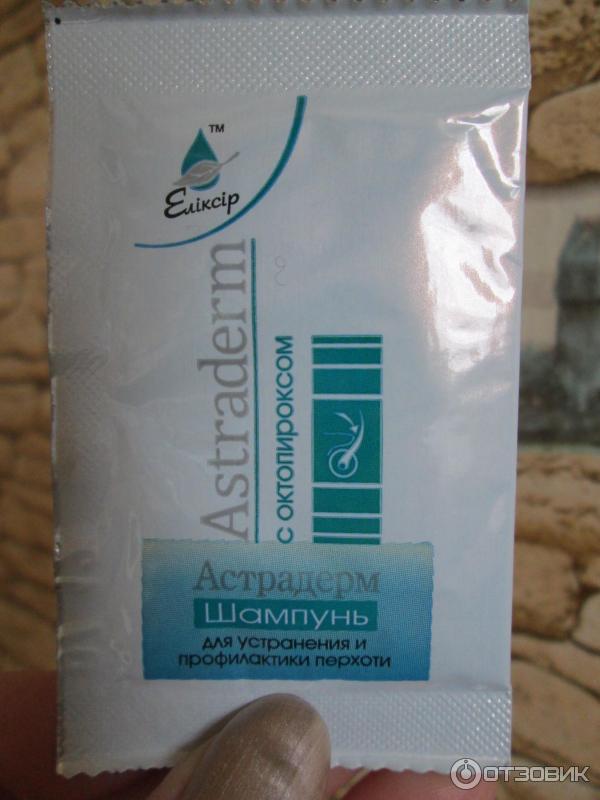 TM
Еліксір
Astraderm
с октопироксом
Астрадерм
Шампунь
для устранения и
профилактики перхоти
ОТЗОВИК